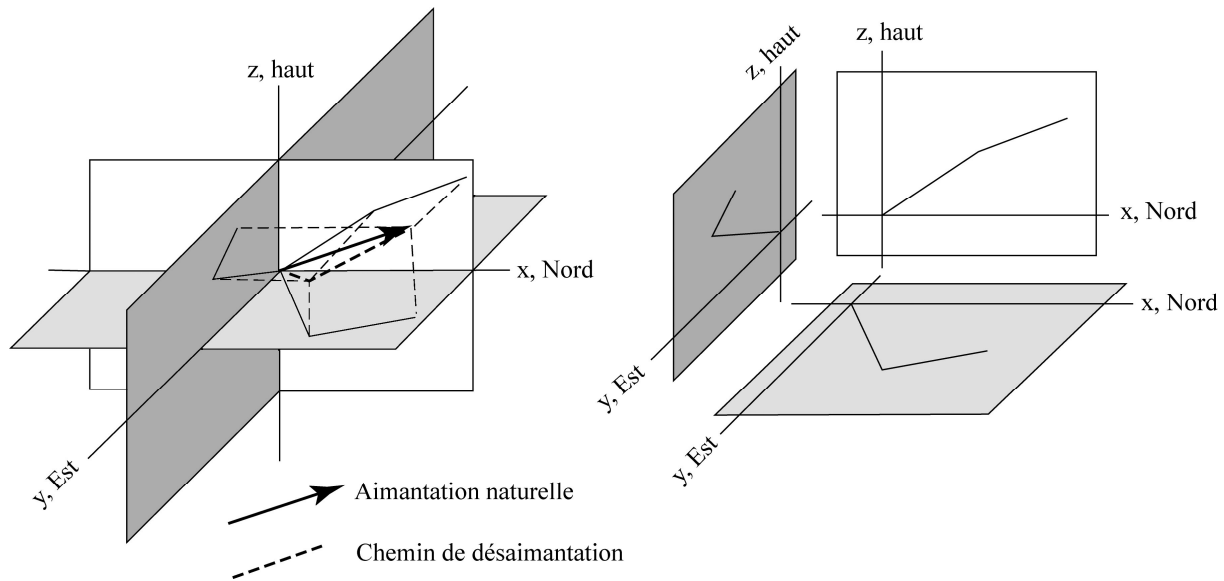 z, haut
x, Nord
y, Est
Aimantation naturelle
Chemin de désaimantation
z, haut
y, Est
z, haut
x, Nord
x, Nord
y, Est